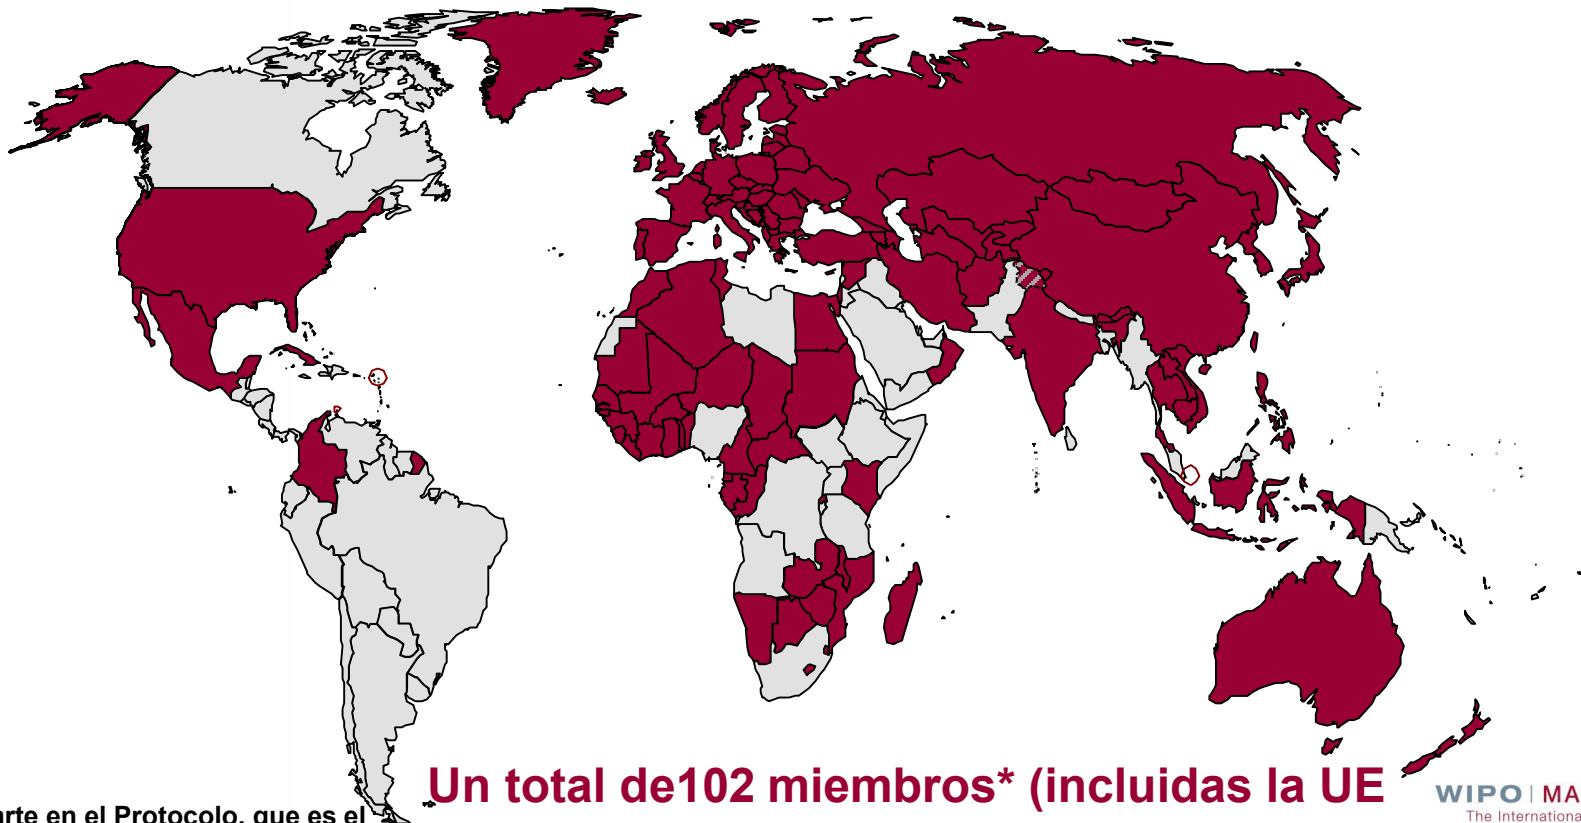 Un total de102 miembros* (incluidas la UE
arte en el Protocolo, que es el
WIPO | MA
The Internationa